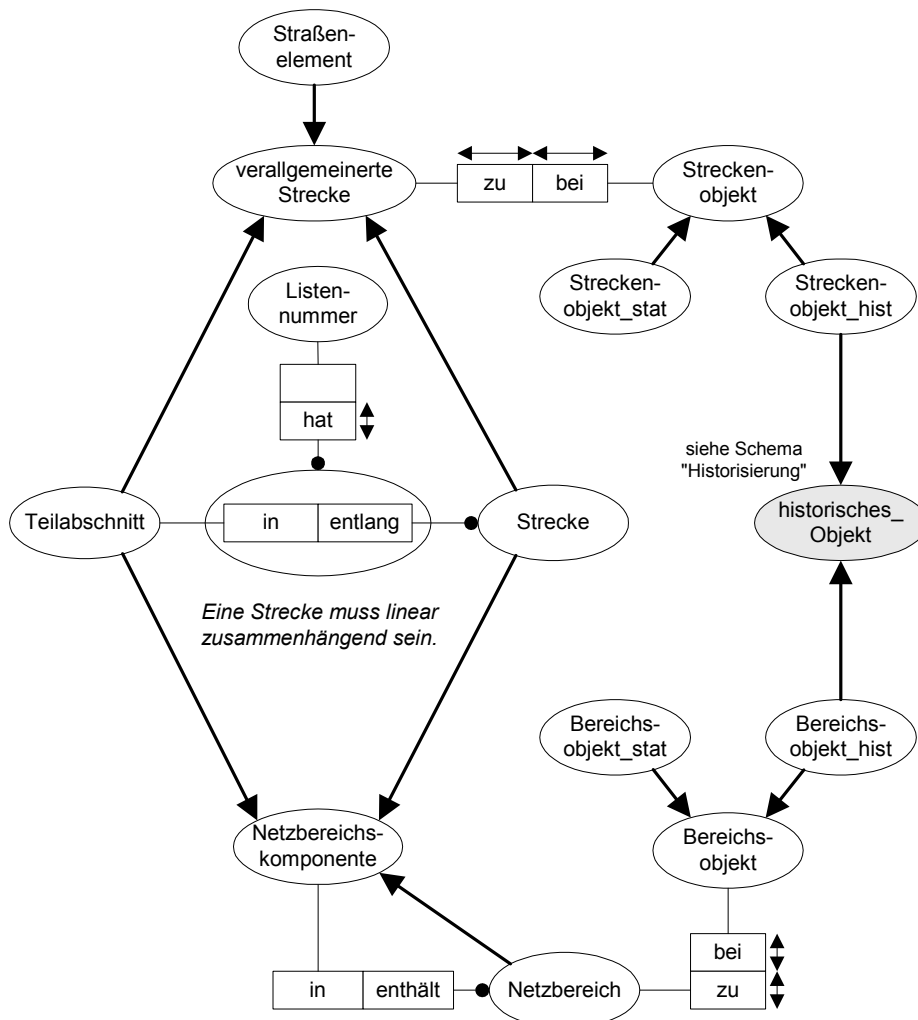 Straßen-
element
verallgemeinerte
Strecke
zu
bei
Strecken-
objekt
Strecken-
objekt_stat
Strecken-
objekt_hist
Listen-
nummer
hat
siehe Schema
"Historisierung"
Teilabschnitt
in
entlang
Strecke
historisches_
Objekt
Eine Strecke muss linear
zusammenhängend sein.
Bereichs-
objekt_stat
Bereichs-
objekt_hist
Netzbereichs-
komponente
Bereichs-
objekt
bei
in
enthält
Netzbereich
zu